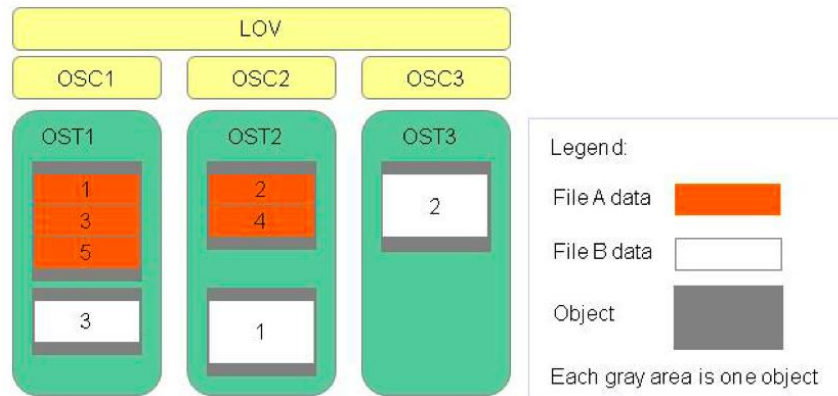 LOV
OSC1 OSC2 OSC3
OST1 OST2 OST3
1
3
5
3
2
4
1
2
Legend:
File A data
File B data
Object
Each gray area is one object